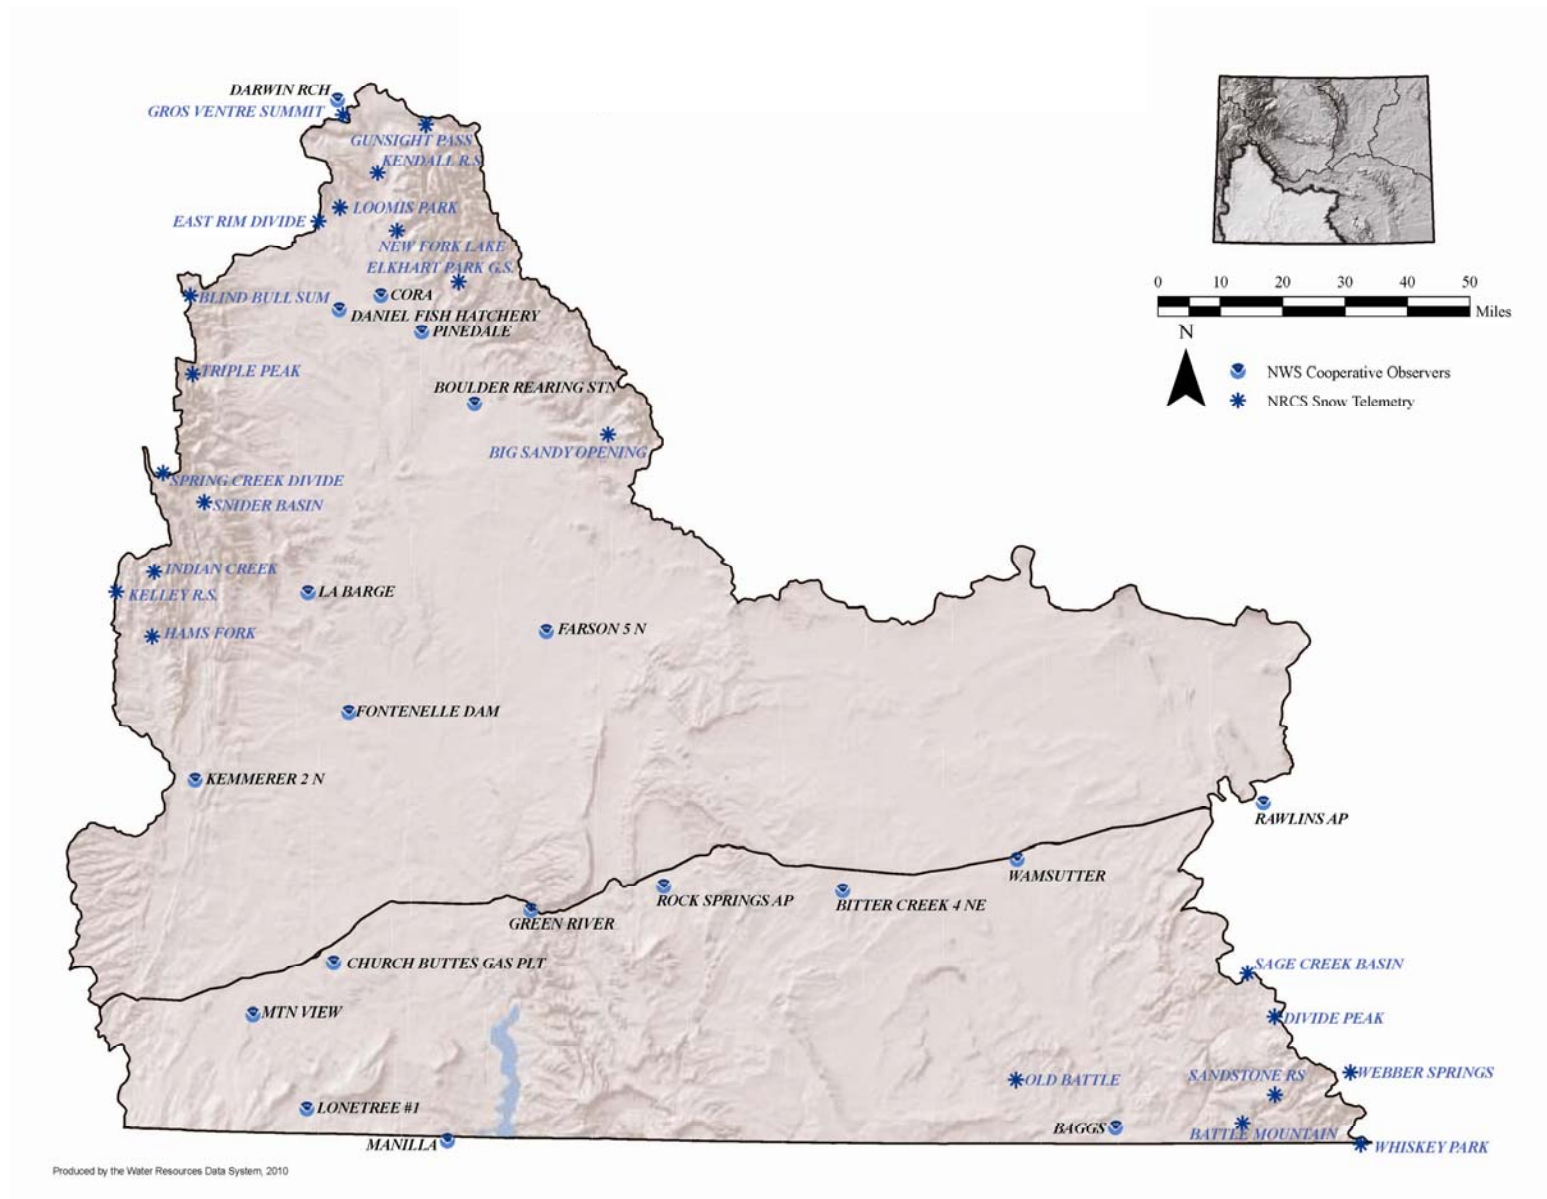 DARWIN RCH
GROS VENTRE SUMMIT
GUNSIGHT PASS
KENDALL R.S.
LOOMIS PARK
EAST RIM DIVIDE
NEW FORK LAKE
ELKHART PARK G.S.
0 10 20 30 40 50
Miles
BLIND BULL SUM
CORA
DANIEL FISH HATCHERY
PINEDALE
N
TRIPLE PEAK
NWS Cooperative Observers
BOULDER REARING STN
NRCS Snow Telemetry
BIG SANDY OPENING
SPRING CREEK DIVIDE
SNIDER BASIN
INDIAN CREEK
KELLEY R.S.
LA BARGE
HAMS FORK
FARSON 5 N
FONTENELLE DAM
KEMMERER 2 N
RAWLINS AP
WAMSUTTER
ROCK SPRINGS AP
BITTER CREEK 4 NE
GREEN RIVER
CHURCH BUTTES GAS PLT
SAGE CREEK BASIN
MTN VIEW
DIVIDE PEAK
OLD BATTLE
SANDSTONE RS
WEBBER SPRINGS
LONETREE #1
BAGGS
BATTLE MOUNTAIN
MANILLA
WHISKEY PARK
Produced by the Water Resources Data System, 2010